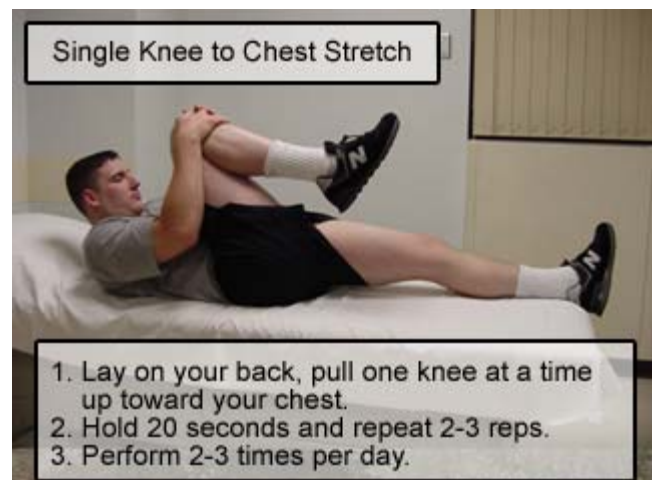 Single Knee to Chest Stretch
N
N
1. Lay on your back, pull one knee at a time
up toward your chest.
2. Hold 20 seconds and repeat 2-3 reps.
3. Perform 2-3 times per day.